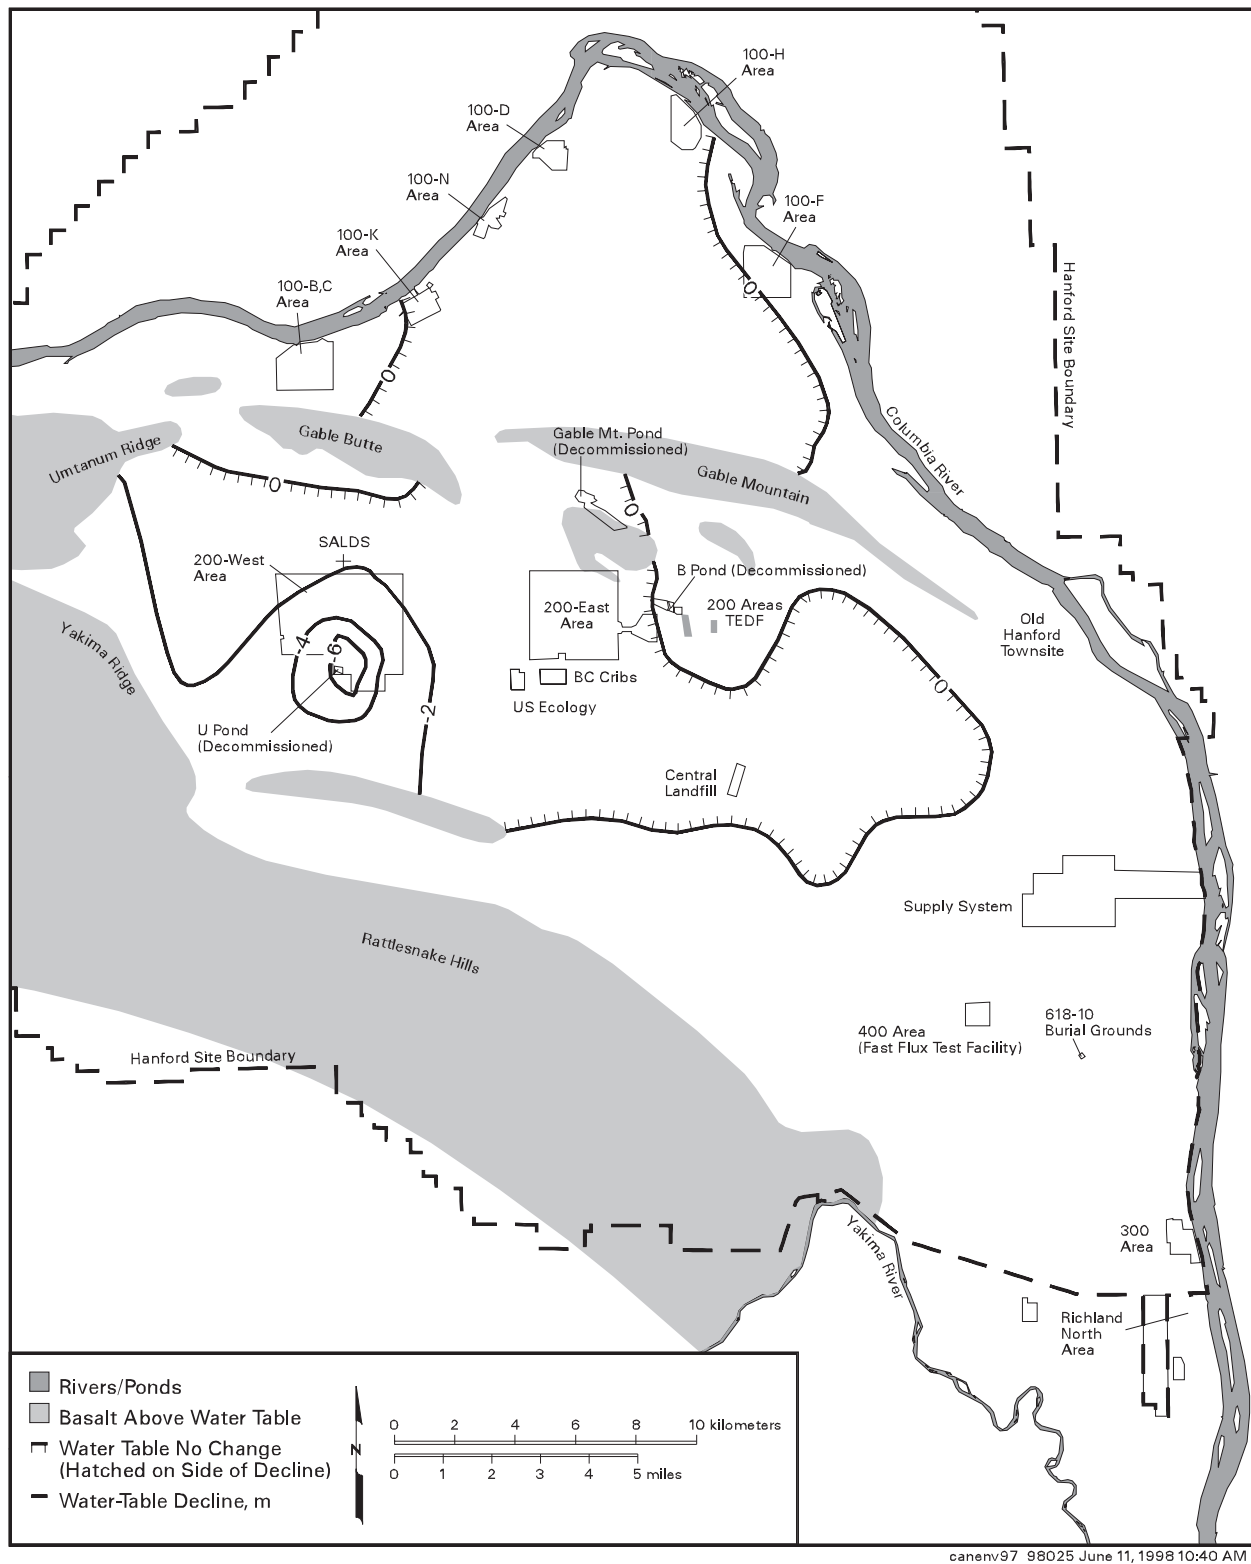 100-H
Area
100-D
Area
100-N
Area
100-F
Area
100-K
Area
100-B,C
Area
0
0
Hanford Site Boundary
Columbia River
Umtanum Ridge
Gable Butte
Gable Mt. Pond
(Decommissioned)
Gable Mountain
0
0
SALDS
200-West
Area
B Pond (Decommissioned)
200-East
Area
200 Areas
TEDF
Old
Hanford
Townsite
Yakima Ridge
-4
-6
-2
0
BC Cribs
US Ecology
U Pond
(Decommissioned)
Central
Landfill
Supply System
Rattlesnake Hills
400 Area
(Fast Flux Test Facility)
618-10
Burial Grounds
Hanford Site Boundary
Yakima River
300
Area
Richland
North
Area
Rivers/Ponds
Basalt Above Water Table
Water Table No Change
(Hatched on Side of Decline)
Water-Table Decline, m
N
0 2 4 6 8 10 kilometers
0 1 2 3 4 5 miles
canenv97_98025 June 11, 1998 10:40 AM